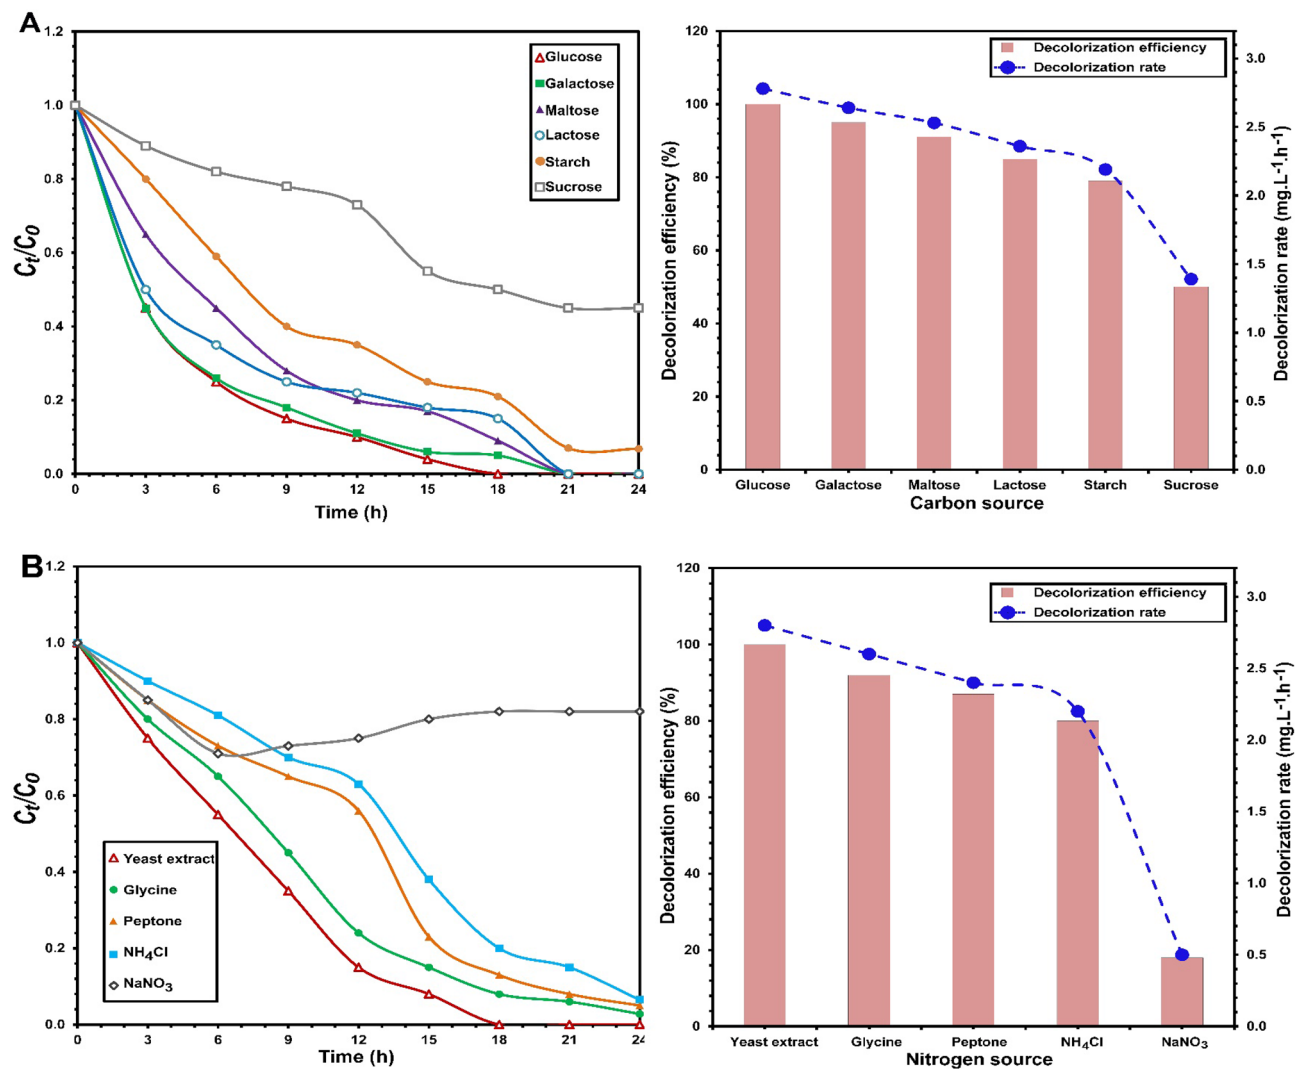 A
1.2
1.0
0.8
0.6
0.4
0.2
0.0
Ct/C0
0 3 6 9 12 15 18 21 24
Time (h)
Glucose
Galactose
Maltose
Lactose
Starch
Sucrose
120
100
80
60
40
20
0
Decolorization efficiency (%)
Decolorization efficiency
Decolorization rate
3.0
2.5
2.0
1.5
1.0
0.5
0.0
Decolorization rate (mg.L-1.h-1)
Glucose Galactose Maltose Lactose Starch Sucrose
Carbon source
B
1.2
1.0
0.8
0.6
0.4
0.2
0.0
Ct/C0
Yeast extract
Glycine
Peptone
NH4Cl
NaNO3
0 3 6 9 12 15 18 21 24
Time (h)
120
100
80
60
40
20
0
Decolorization efficiency (%)
Decolorization efficiency
Decolorization rate
3.0
2.5
2.0
1.5
1.0
0.5
0.0
Decolorization rate (mg.L-1.h-1)
Yeast extract Glycine Peptone NH4Cl NaNO3
Nitrogen source